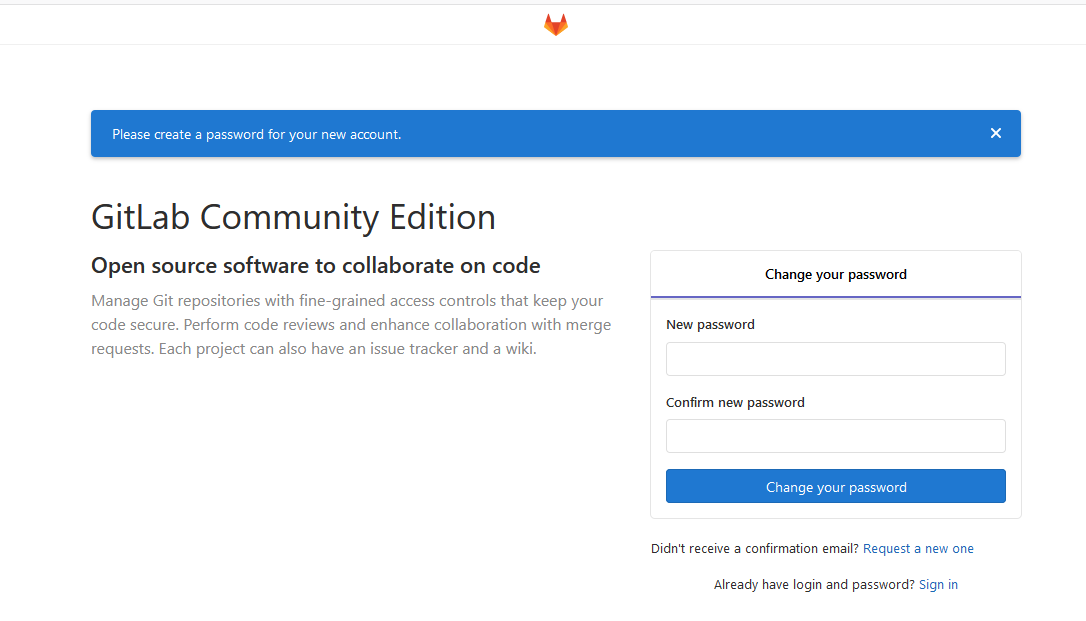 Please create a password for your new account.
GitLab Community Edition
Open source software to collaborate on code
Manage Git repositories with fine-grained access controls that keep your
code secure. Perform code reviews and enhance collaboration with merge
requests. Each project can also have an issue tracker and a wiki.
Change your password
New password
Confirm new password
Change your password
Didn't receive a confirmation email? Request a new one
Already have login and password? Sign in